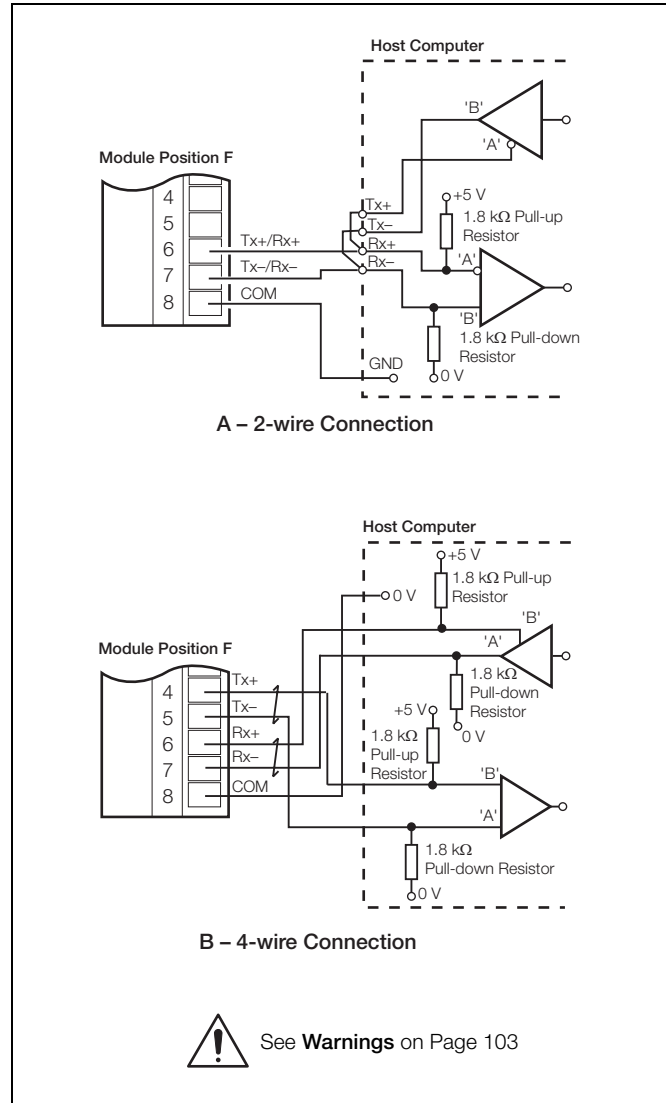 Host Computer
'B'
'A'
Module Position F
4
5
6
7
8
Tx+/Rx+
Tx–/Rx–
COM
Tx+
Tx–
Rx+
Rx–
+5 V
1.8 kΩ Pull-up
Resistor
'A'
'B'
1.8 kΩ Pull-down
Resistor
0 V
GND
A – 2-wire Connection
Host Computer
+5 V
1.8 kΩ Pull-up
Resistor
0 V
'B'
'A'
Module Position F
4
5
6
7
8
Tx+
Tx–
Rx+
Rx–
COM
1.8 kΩ
Pull-down
Resistor
0 V
+5 V
1.8 kΩ
Pull-up
Resistor
'B'
'A'
1.8 kΩ
Pull-down Resistor
0 V
B – 4-wire Connection
See Warnings on Page 103